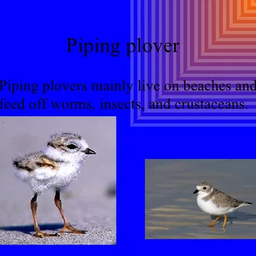 Piping plover
Piping plovers mainly live on beaches and
feed off worms, insects, and crustaceans.